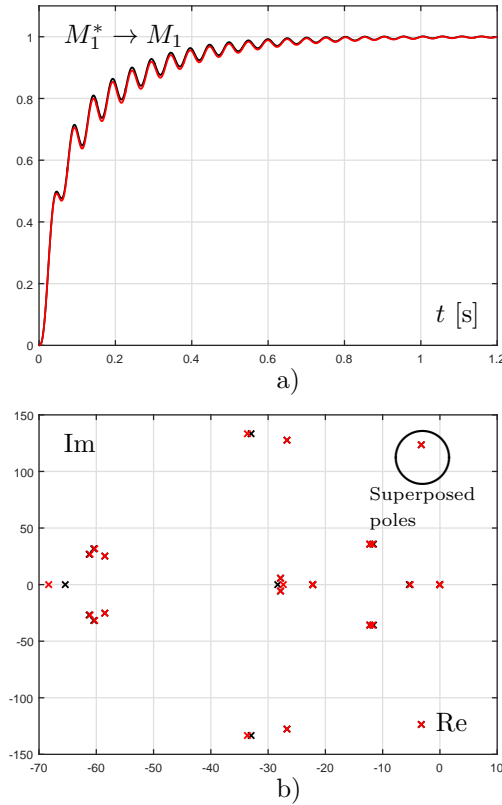 M₁* → M₁
1
0.8
0.6
0.4
0.2
0
t [s]
0 0.2 0.4 0.6 0.8 1 1.2
a)
150
100
50
0
-50
-100
-150
Im
Superposed
poles
Re
-70 -60 -50 -40 -30 -20 -10 0 10
b)